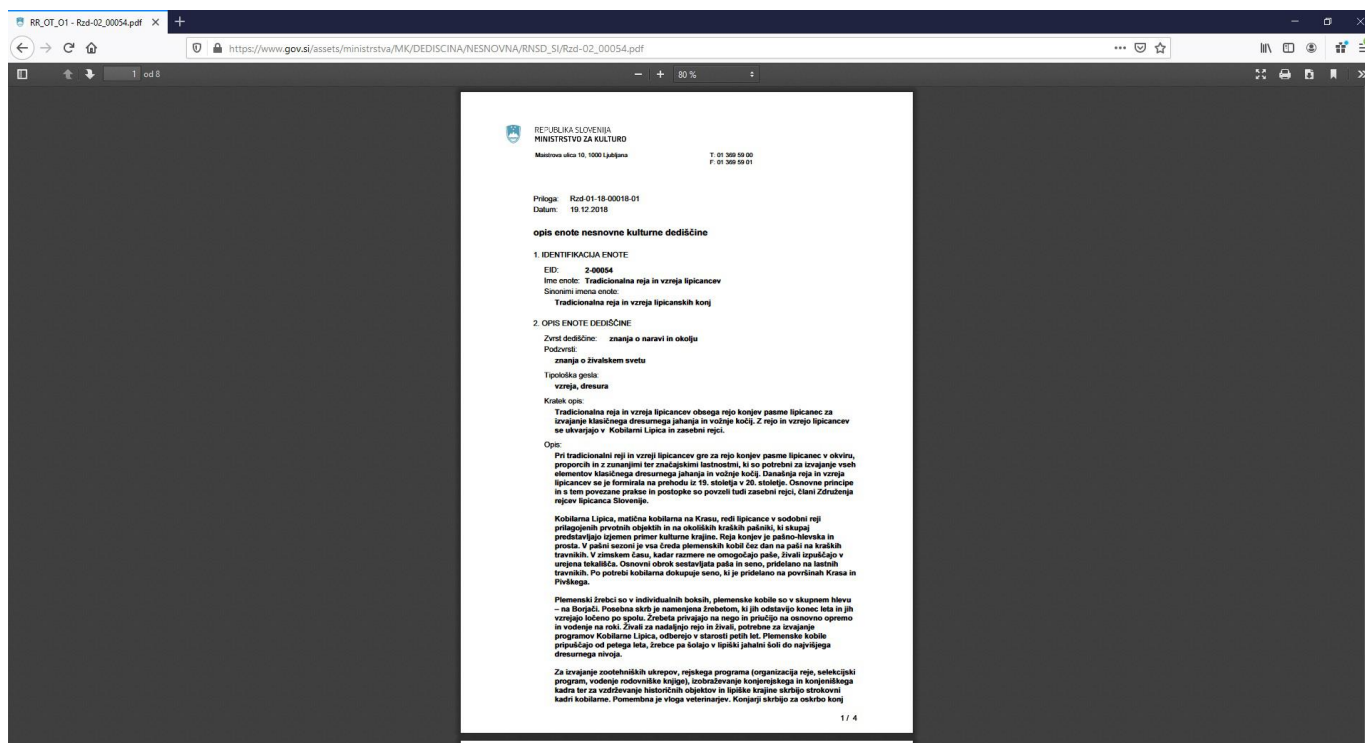 RR_OT_O1 - Rzd-02_00054.pdf
https://www.gov.si/assets/ministrstva/MK/DEDISCINA/NESNOVNA/RNSD_SI/Rzd-02_00054.pdf
1 od 8
80 %
REPUBLIKA SLOVENIJA
MINISTRSTVO ZA KULTURO
Maistrova ulica 10, 1000 Ljubljana
T: 01 369 59 00
F: 01 369 59 01
Priloga: Rzd-01-18-00018-01
Datum: 19.12.2018
opis enote nesnovne kulturne dediščine
1. IDENTIFIKACIJA ENOTE
EID: 2-00054
Ime enote: Tradicionalna reja in vzreja lipicancev
Sinonimi imena enote:
Tradicionalna reja in vzreja lipicanskih konj
2. OPIS ENOTE DEDIŠČINE
Zvrst dediščine: znanja o naravi in okolju
Podzvrsti:
znanja o živalskem svetu
Tipološka gesla:
vzreja, dresura
Kratek opis:
Tradicionalna reja in vzreja lipicancev obsega rejo konjev pasme lipicanec za
izvajanje klasičnega dresurnega jahanja in vožnje kočij. Z rejo in vzrejo lipicancev
se ukvarjajo v Kobilarni Lipica in zasebni rejci.
Opis:
Pri tradicionalni reji in vzreji lipicancev gre za rejo konjev pasme lipicanec v okviru,
proporcih in z zunanjimi ter značajskimi lastnostmi, ki so potrebni za izvajanje vseh
elementov klasičnega dresurnega jahanja in vožnje kočij. Današnja reja in vzreja
lipicancev se je formirala na prehodu iz 19. stoletja v 20. stoletje. Osnovne principe
in s tem povezane prakse in postopke so povzeli tudi zasebni rejci, člani Združenja
rejcev lipicanca Slovenije.
Kobilarna Lipica, matična kobilarna na Krasu, redi lipicance v sodobni reji
prilagojenih prvotnih objektih in na okoliških kraških pašnikih, ki skupaj
predstavljajo izjemen primer kulturne krajine. Reja konjev je pašno-hlevska in
prosta. V pašni sezoni je vsa čreda plemenskih kobil čez dan na paši na kraških
travnikih. V zimskem času, kadar razmere ne omogočajo paše, živali izpuščajo v
urejena tekališča. Osnovni obrok sestavljata paša in seno, pridelano na lastnih
travnikih. Po potrebi kobilarna dokupuje seno, ki je pridelano na površinah Krasa in
Pivškega.
Plemenski žrebci so v individualnih boksih, plemenske kobile so v skupnem hlevu
– na Borjači. Posebna skrb je namenjena žrebetom, ki jih odstavijo konec leta in jih
vzrejajo ločeno po spolu. Žrebeta privajajo na nego in priučijo na osnovno opremo
in vodenje na roki. Živali za nadaljnjo rejo in živali, potrebne za izvajanje
programov Kobilarne Lipica, odberejo v starosti petih let. Plemenske kobile
pripuščajo od petega leta, žrebce pa šolajo v lipiški jahalni šoli do najvišjega
dresurnega nivoja.
Za izvajanje zootehniških ukrepov, rejskega programa (organizacija reje, selekcijski
program, vodenje rodovniške knjige), izobraževanje konjerejskega in konjeniškega
kadra ter za vzdrževanje historičnih objektov in lipiške krajine skrbijo strokovni
kadri kobilarne. Pomembna je vloga veterinarjev. Konjarji skrbijo za oskrbo konj
1 / 4